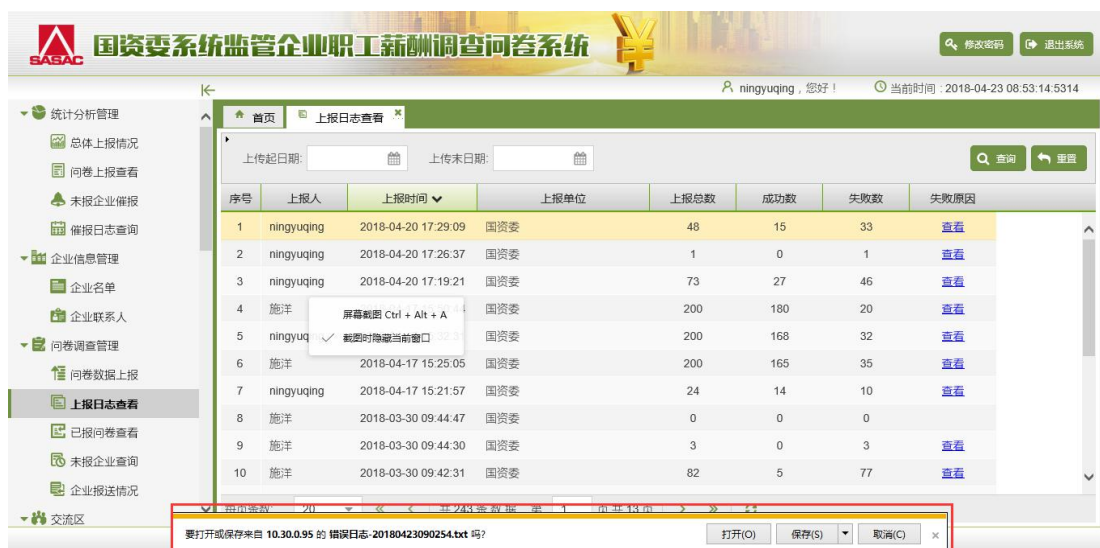 SASAC 国资委系统监管企业职工薪酬调查问卷系统
修改密码 退出系统
ningyuqing，您好！ 当前时间：2018-04-23 08:53:14:5314
统计分析管理
总体上报情况
问卷上报查看
未报企业催报
催报日志查询
企业信息管理
企业名单
企业联系人
问卷调查管理
问卷数据上报
上报日志查看
已报问卷查看
未报企业查询
企业报送情况
交流区
首页 上报日志查看
上传起日期: 上传末日期: 查询 重置
序号 上报人 上报时间 上报单位 上报总数 成功数 失败数 失败原因
1 ningyuqing 2018-04-20 17:29:09 国资委 48 15 33 查看
2 ningyuqing 2018-04-20 17:26:37 国资委 1 0 1 查看
3 ningyuqing 2018-04-20 17:19:21 国资委 73 27 46 查看
4 施洋 国资委 200 180 20 查看
屏幕截图 Ctrl + Alt + A
5 ningyuq 国资委 200 168 32 查看
截图时隐藏当前窗口
6 施洋 2018-04-17 15:25:05 国资委 200 165 35 查看
7 ningyuqing 2018-04-17 15:21:57 国资委 24 14 10 查看
8 施洋 2018-03-30 09:44:47 国资委 0 0 0
9 施洋 2018-03-30 09:44:30 国资委 3 0 3 查看
10 施洋 2018-03-30 09:42:31 国资委 82 5 77 查看
每页条数: 20 共 243 条数据 第 1 页共 13 页
要打开或保存来自 10.30.0.95 的 错误日志-20180423090254.txt 吗? 打开(O) 保存(S) 取消(C)